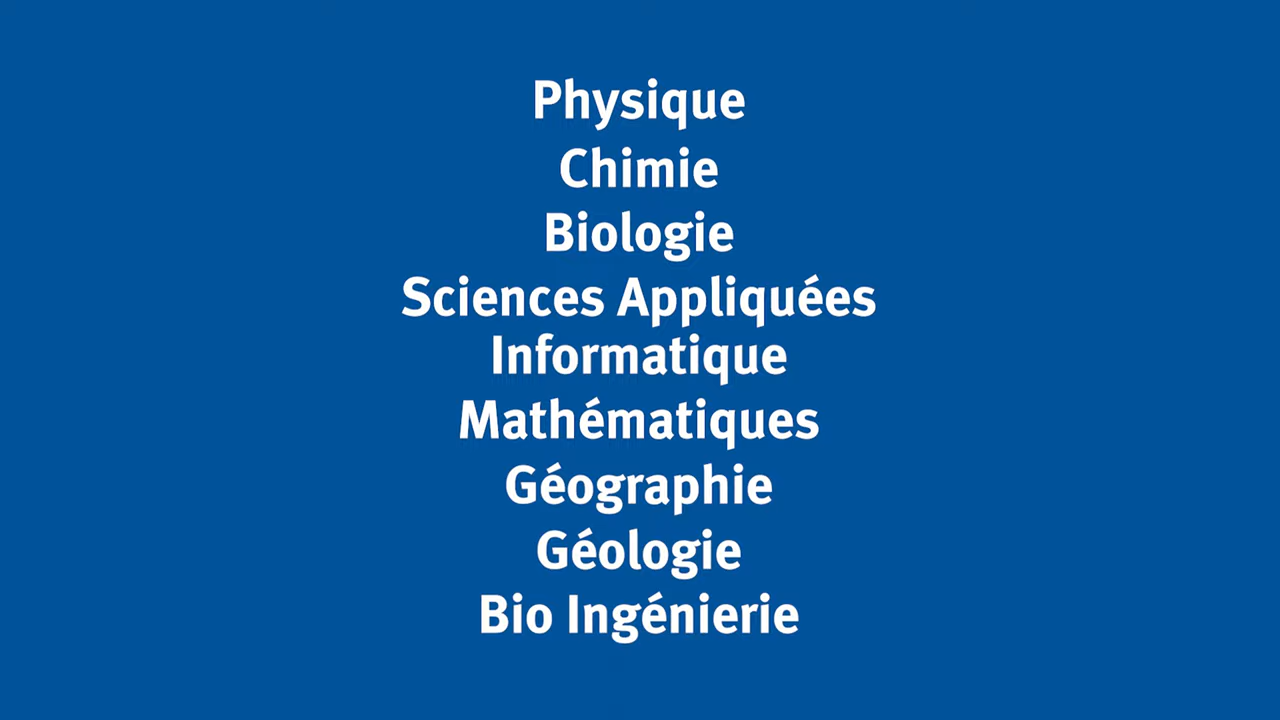 Physique
Chimie
Biologie
Sciences Appliquées
Informatique
Mathématiques
Géographie
Géologie
Bio Ingénierie